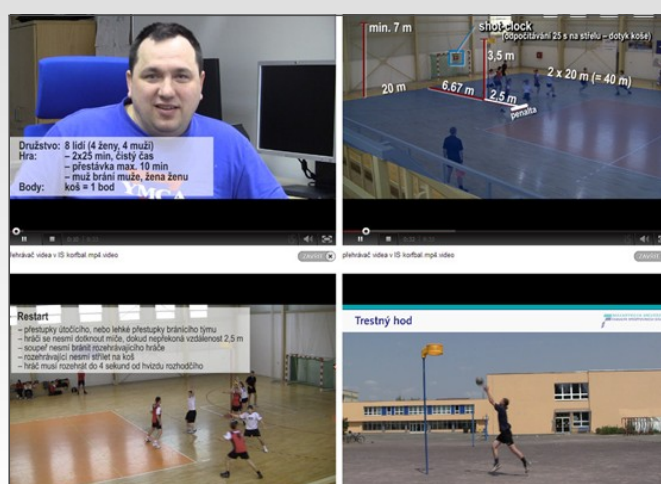 Družstvo: 8 lidí (4 ženy, 4 muži)
Hra: – 2x25 min, čistý čas
– přestávka max. 10 min
– muž brání muže, žena ženu
Body: koš = 1 bod
YMCA
min. 7 m
shot-clock
(odpočítávání 25 s na střelu – dotyk koše)
3,5 m
20 m
6.67 m
2,5 m
2 x 20 m (= 40 m)
penalta
přehrávač videa v IS korfbal.mp4 video
přehrávač videa v IS korfbal.mp4 video
Restart
– přestupky útočícího, nebo lehké přestupky bránícího týmu
– hráči se nesmí dotknout míče, dokud nepřekoná vzdálenost 2,5 m
– soupeř nesmí bránit rozehrávajícího hráče
– rozehrávající nesmí střílet na koš
– hráč musí rozehrát do 4 sekund od hvizdu rozhodčího
Trestný hod